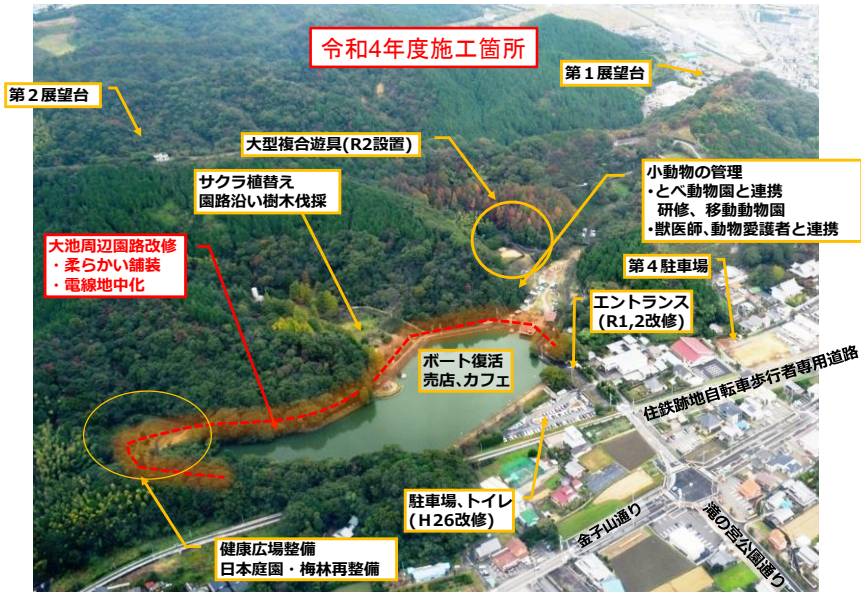 令和4年度施工箇所
第１展望台
第２展望台
大型複合遊具(R2設置)
小動物の管理
・とべ動物園と連携
研修、移動動物園
・獣医師、動物愛護者と連携
サクラ植替え
園路沿い樹木伐採
大池周辺園路改修
・柔らかい舗装
・電線地中化
第４駐車場
エントランス
(R1,2改修)
ボート復活
売店、カフェ
住鉄跡地自転車歩行者専用道路
駐車場、トイレ
(H26改修)
金子山通り
滝の宮公園通り
健康広場整備
日本庭園・梅林再整備